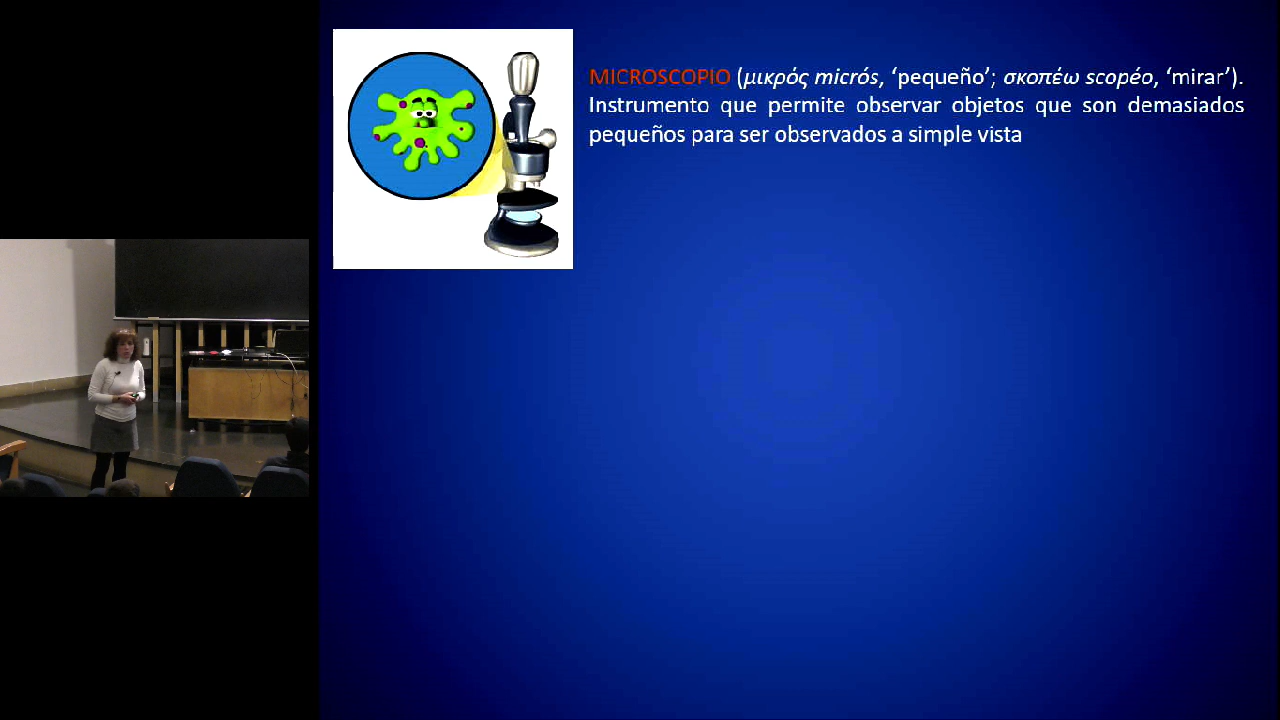 MICROSCOPIO (μικρός micrós, ‘pequeño’; σκοπέω scopéo, ‘mirar’).
Instrumento que permite observar objetos que son demasiados
pequeños para ser observados a simple vista